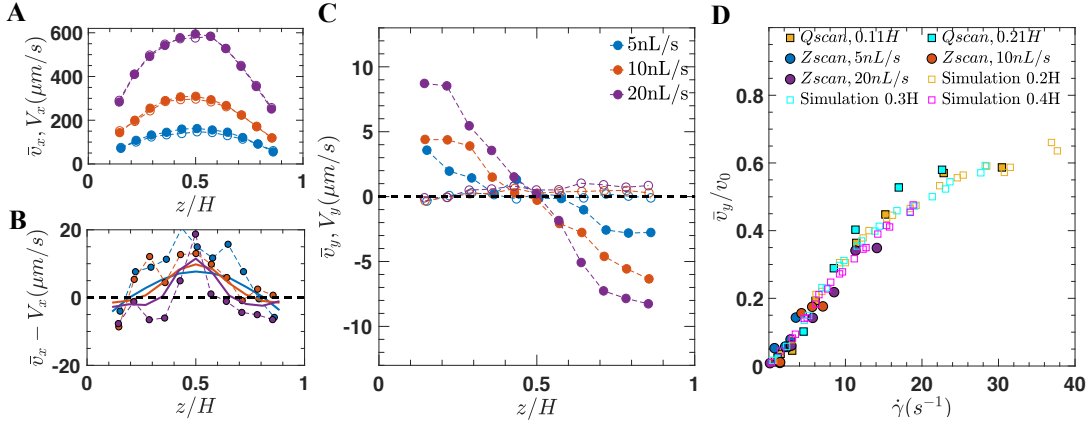 A
v̄x, Vx(μm/s)
600
400
200
0
0
0.5
1
z/H
B
v̄x − Vx(μm/s)
20
0
-20
0
0.5
1
z/H
C
v̄y, Vy(μm/s)
10
5
0
-5
-10
0
0.5
1
z/H
5nL/s
10nL/s
20nL/s
D
v̄y/v0
0.8
0.6
0.4
0.2
0
10
20
30
40
γ̇(s⁻¹)
Qscan, 0.11H
Qscan, 0.21H
Zscan, 5nL/s
Zscan, 10nL/s
Zscan, 20nL/s
Simulation 0.2H
Simulation 0.3H
Simulation 0.4H